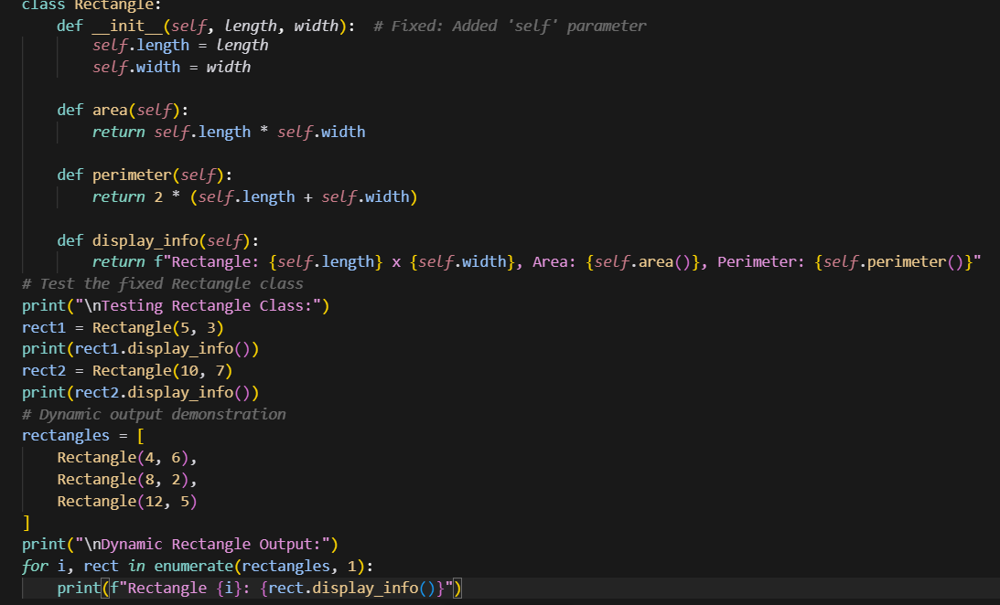 class Rectangle:
    def __init__(self, length, width):  # Fixed: Added 'self' parameter
        self.length = length
        self.width = width
    def area(self):
        return self.length * self.width
    def perimeter(self):
        return 2 * (self.length + self.width)
    def display_info(self):
        return f"Rectangle: {self.length} x {self.width}, Area: {self.area()}, Perimeter: {self.perimeter()}"
# Test the fixed Rectangle class
print("\nTesting Rectangle Class:")
rect1 = Rectangle(5, 3)
print(rect1.display_info())
rect2 = Rectangle(10, 7)
print(rect2.display_info())
# Dynamic output demonstration
rectangles = [
    Rectangle(4, 6),
    Rectangle(8, 2),
    Rectangle(12, 5)
]
print("\nDynamic Rectangle Output:")
for i, rect in enumerate(rectangles, 1):
    print(f"Rectangle {i}: {rect.display_info()}")